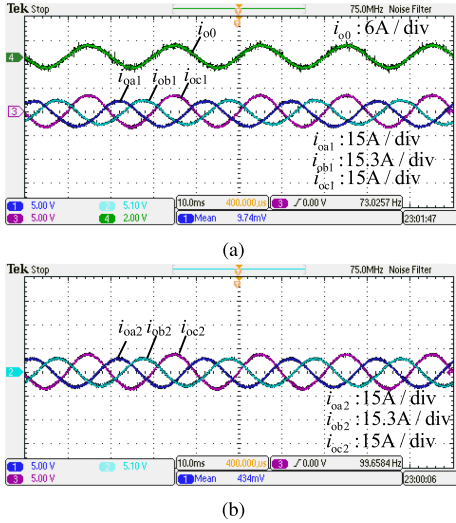 Tek Stop 75.0MHz Noise Filter
i_o0 i_o0 :6A / div
4
i_oa1 i_ob1 i_oc1
3
i_oa1 :15A / div
i_ob1 :15.3A / div
i_oc1 :15A / div
1 5.00 V 2 5.10 V 10.0ms 400.000µs 3 ƒ 0.00 V 73.0257 Hz
3 5.00 V 4 2.00 V 1 Mean 9.74mV 23:01:47
(a)
Tek Stop 75.0MHz Noise Filter
i_oa2 i_ob2 i_oc2
2
i_oa2 :15A / div
i_ob2 :15.3A / div
i_oc2 :15A / div
1 5.00 V 2 5.10 V 10.0ms 400.000µs 3 ƒ 0.00 V 99.6584 Hz
3 5.00 V 1 Mean 434mV 23:00:06
(b)